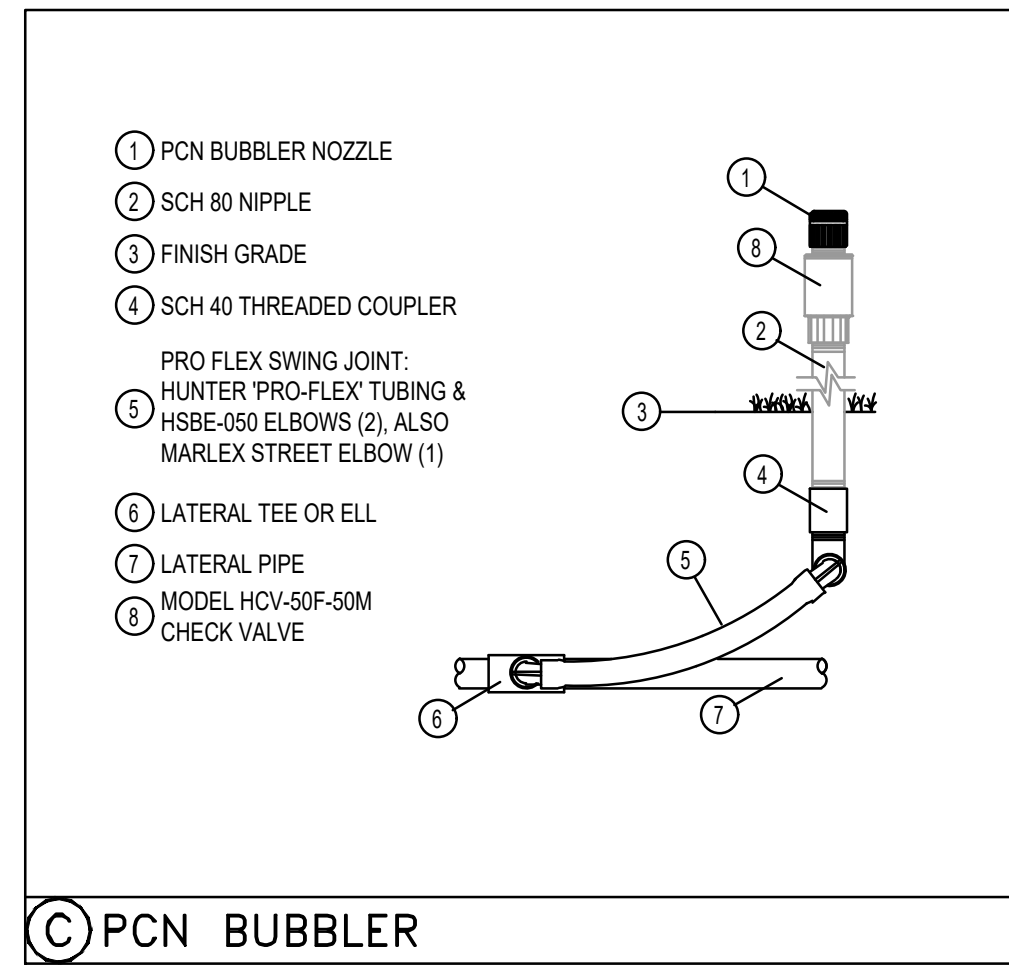 1 PCN BUBBLER NOZZLE
2 SCH 80 NIPPLE
3 FINISH GRADE
4 SCH 40 THREADED COUPLER
PRO FLEX SWING JOINT:
5 HUNTER 'PRO-FLEX' TUBING &
HSBE-050 ELBOWS (2), ALSO
MARLEX STREET ELBOW (1)
6 LATERAL TEE OR ELL
7 LATERAL PIPE
8 MODEL HCV-50F-50M
CHECK VALVE
1
8
2
3
4
5
6
7
C PCN BUBBLER